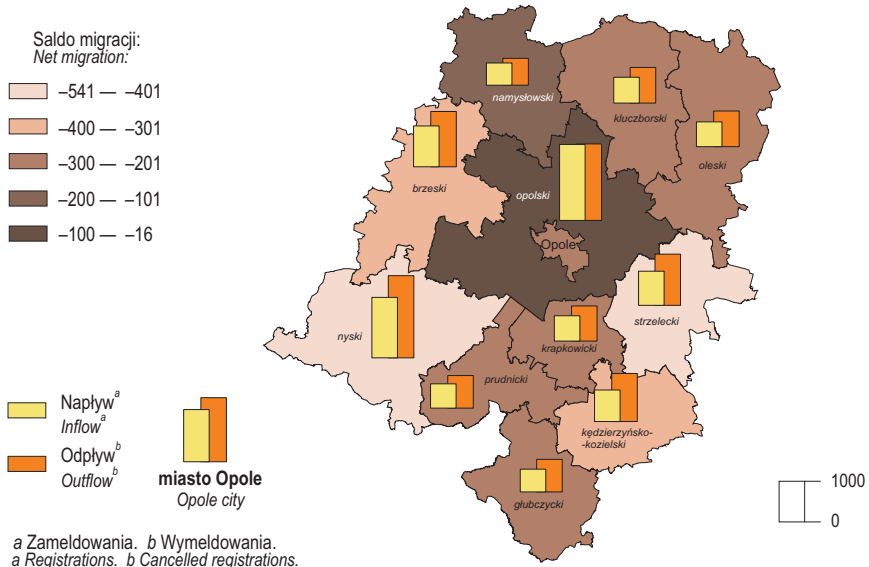 Saldo migracji:
Net migration:
–541 — –401
–400 — –301
–300 — –201
–200 — –101
–100 — –16
namysłowski
kluczborski
oleski
brzeski
opolski
Opole
strzelecki
nyski
krapkowicki
prudnicki
kędzierzyńsko-
-kozielski
głubczycki
Napływ a
Inflow a
Odpływ b
Outflow b
miasto Opole
Opole city
1000
0
a Zameldowania. b Wymeldowania.
a Registrations. b Cancelled registrations.